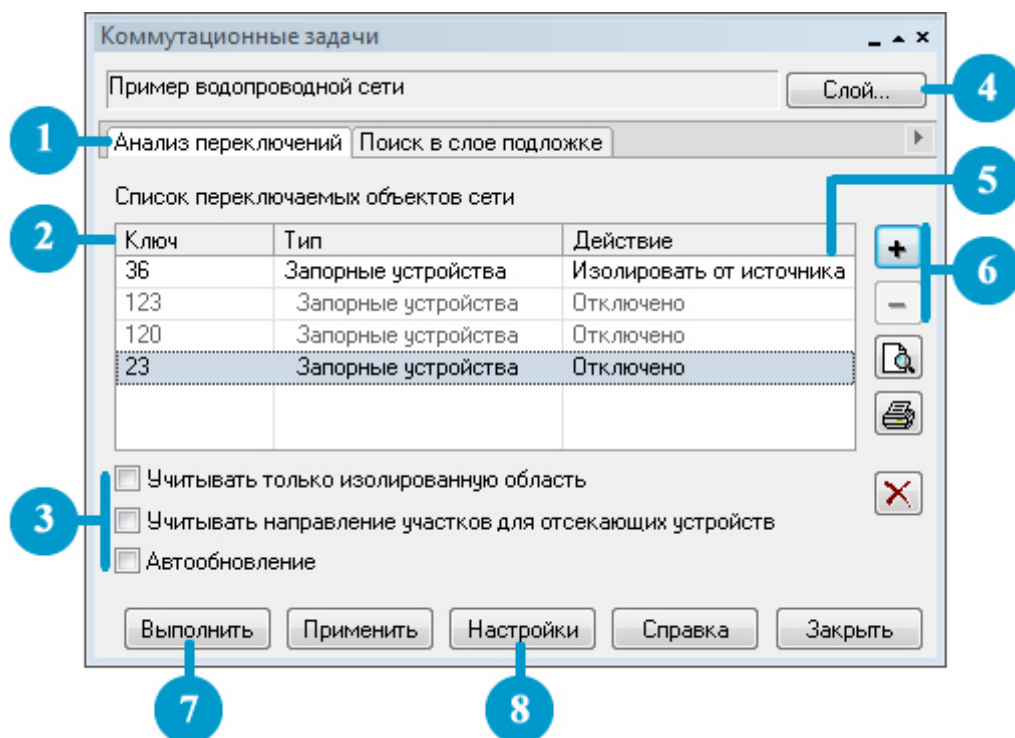 Коммутационные задачи
Пример водопроводной сети
Слой...
4
1
Анализ переключений
Поиск в слое подложке
5
Список переключаемых объектов сети
2
Ключ Тип Действие
36 Запорные устройства Изолировать от источника
6
123 Запорные устройства Отключено
120 Запорные устройства Отключено
23 Запорные устройства Отключено
3
Учитывать только изолированную область
Учитывать направление участков для отсекающих устройств
Автообновление
Выполнить Применить Настройки Справка Закрыть
7 8